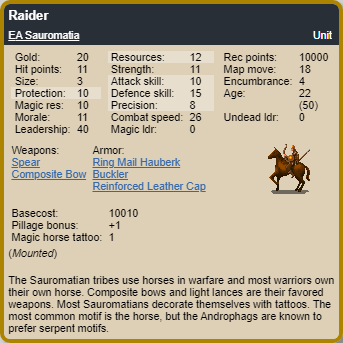 Raider
EA Sauromatia Unit
Gold: 20 Resources: 12 Rec points: 10000
Hit points: 11 Strength: 11 Map move: 18
Size: 3 Attack skill: 10 Encumbrance: 4
Protection: 10 Defence skill: 15 Age: 22
Magic res: 10 Precision: 8 (50)
Morale: 11 Combat speed: 26 Undead ldr: 0
Leadership: 40 Magic ldr: 0
Weapons: Armor:
Spear Ring Mail Hauberk
Composite Bow Buckler
Reinforced Leather Cap
Basecost: 10010
Pillage bonus: +1
Magic horse tattoo: 1
(Mounted)
The Sauromatian tribes use horses in warfare and most warriors own
their own horse. Composite bows and light lances are their favored
weapons. Most Sauromatians decorate themselves with tattoos. The
most common motif is the horse, but the Androphags are known to
prefer serpent motifs.